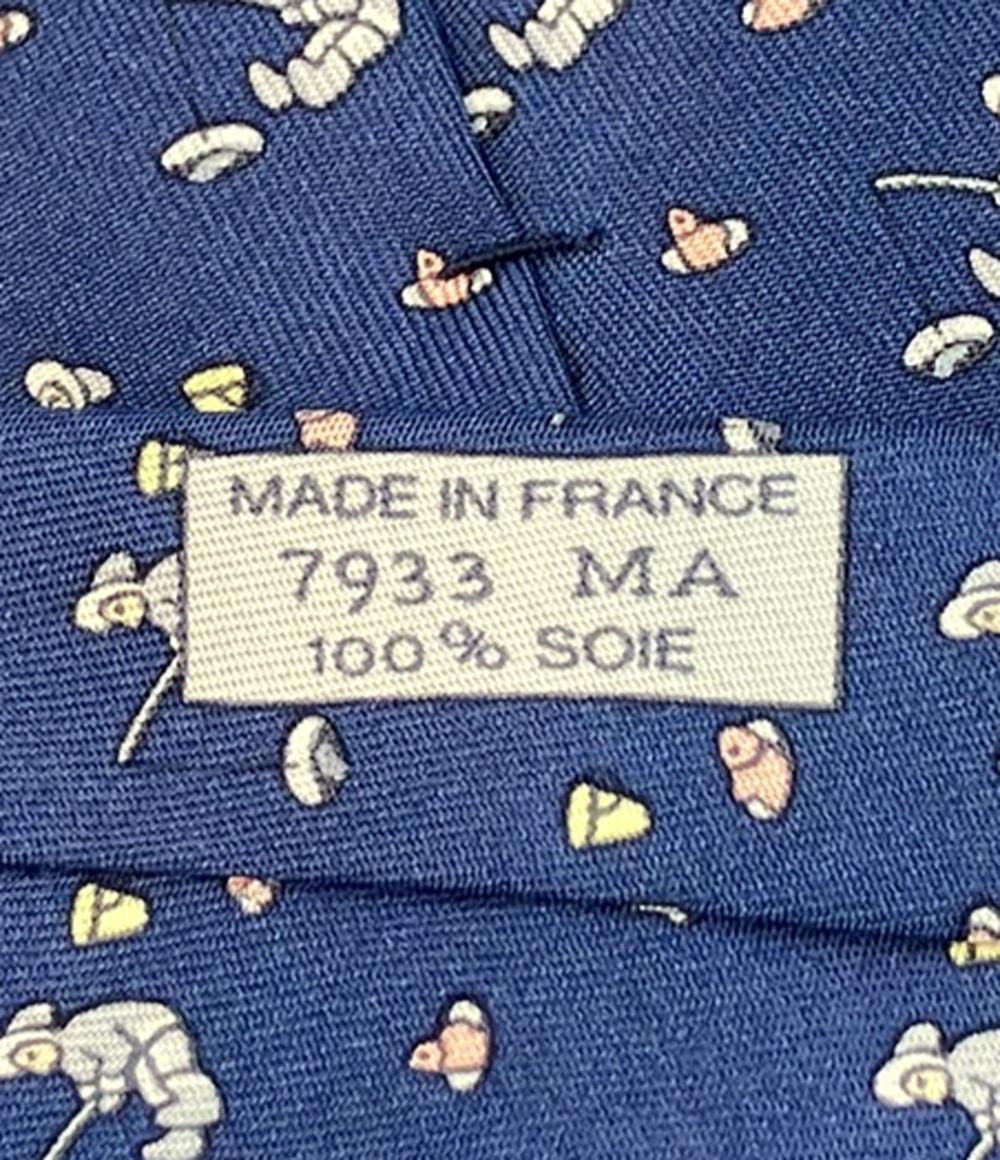 MADE IN FRANCE
7933 MA
100% SOIE